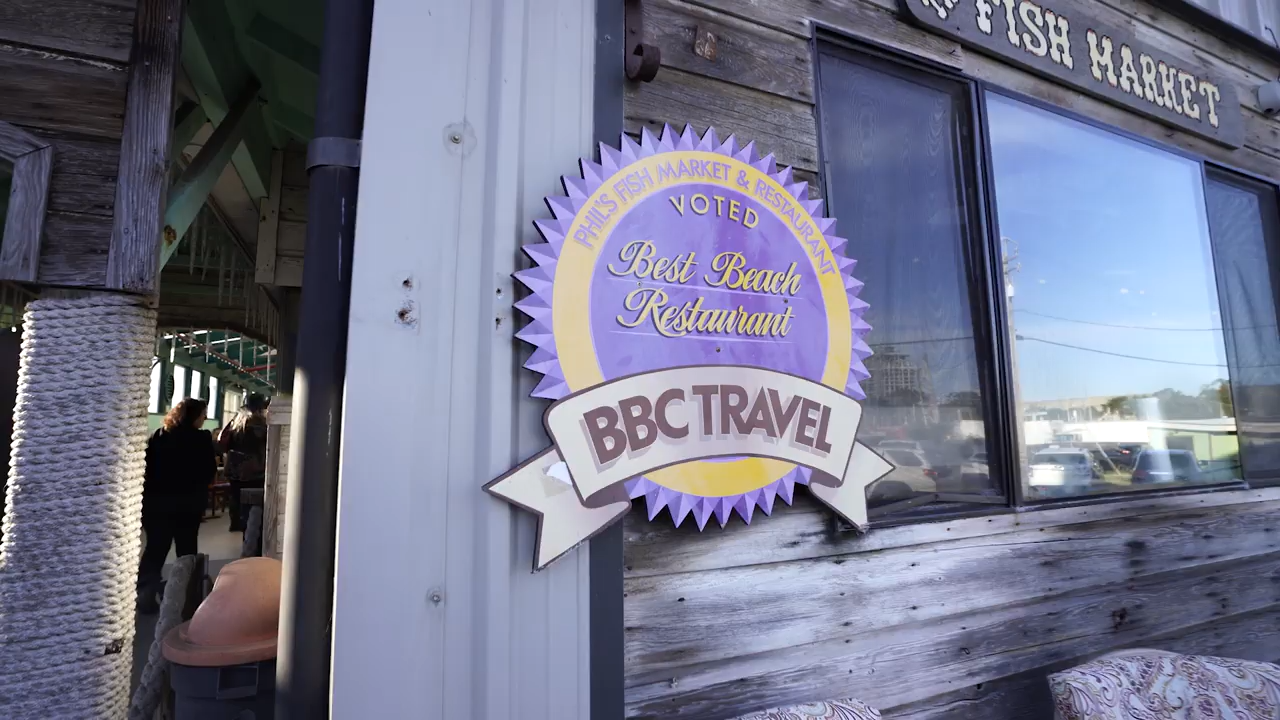 FISH MARKET
PHIL'S FISH MARKET & RESTAURANT
VOTED
Best Beach
Restaurant
BBC TRAVEL